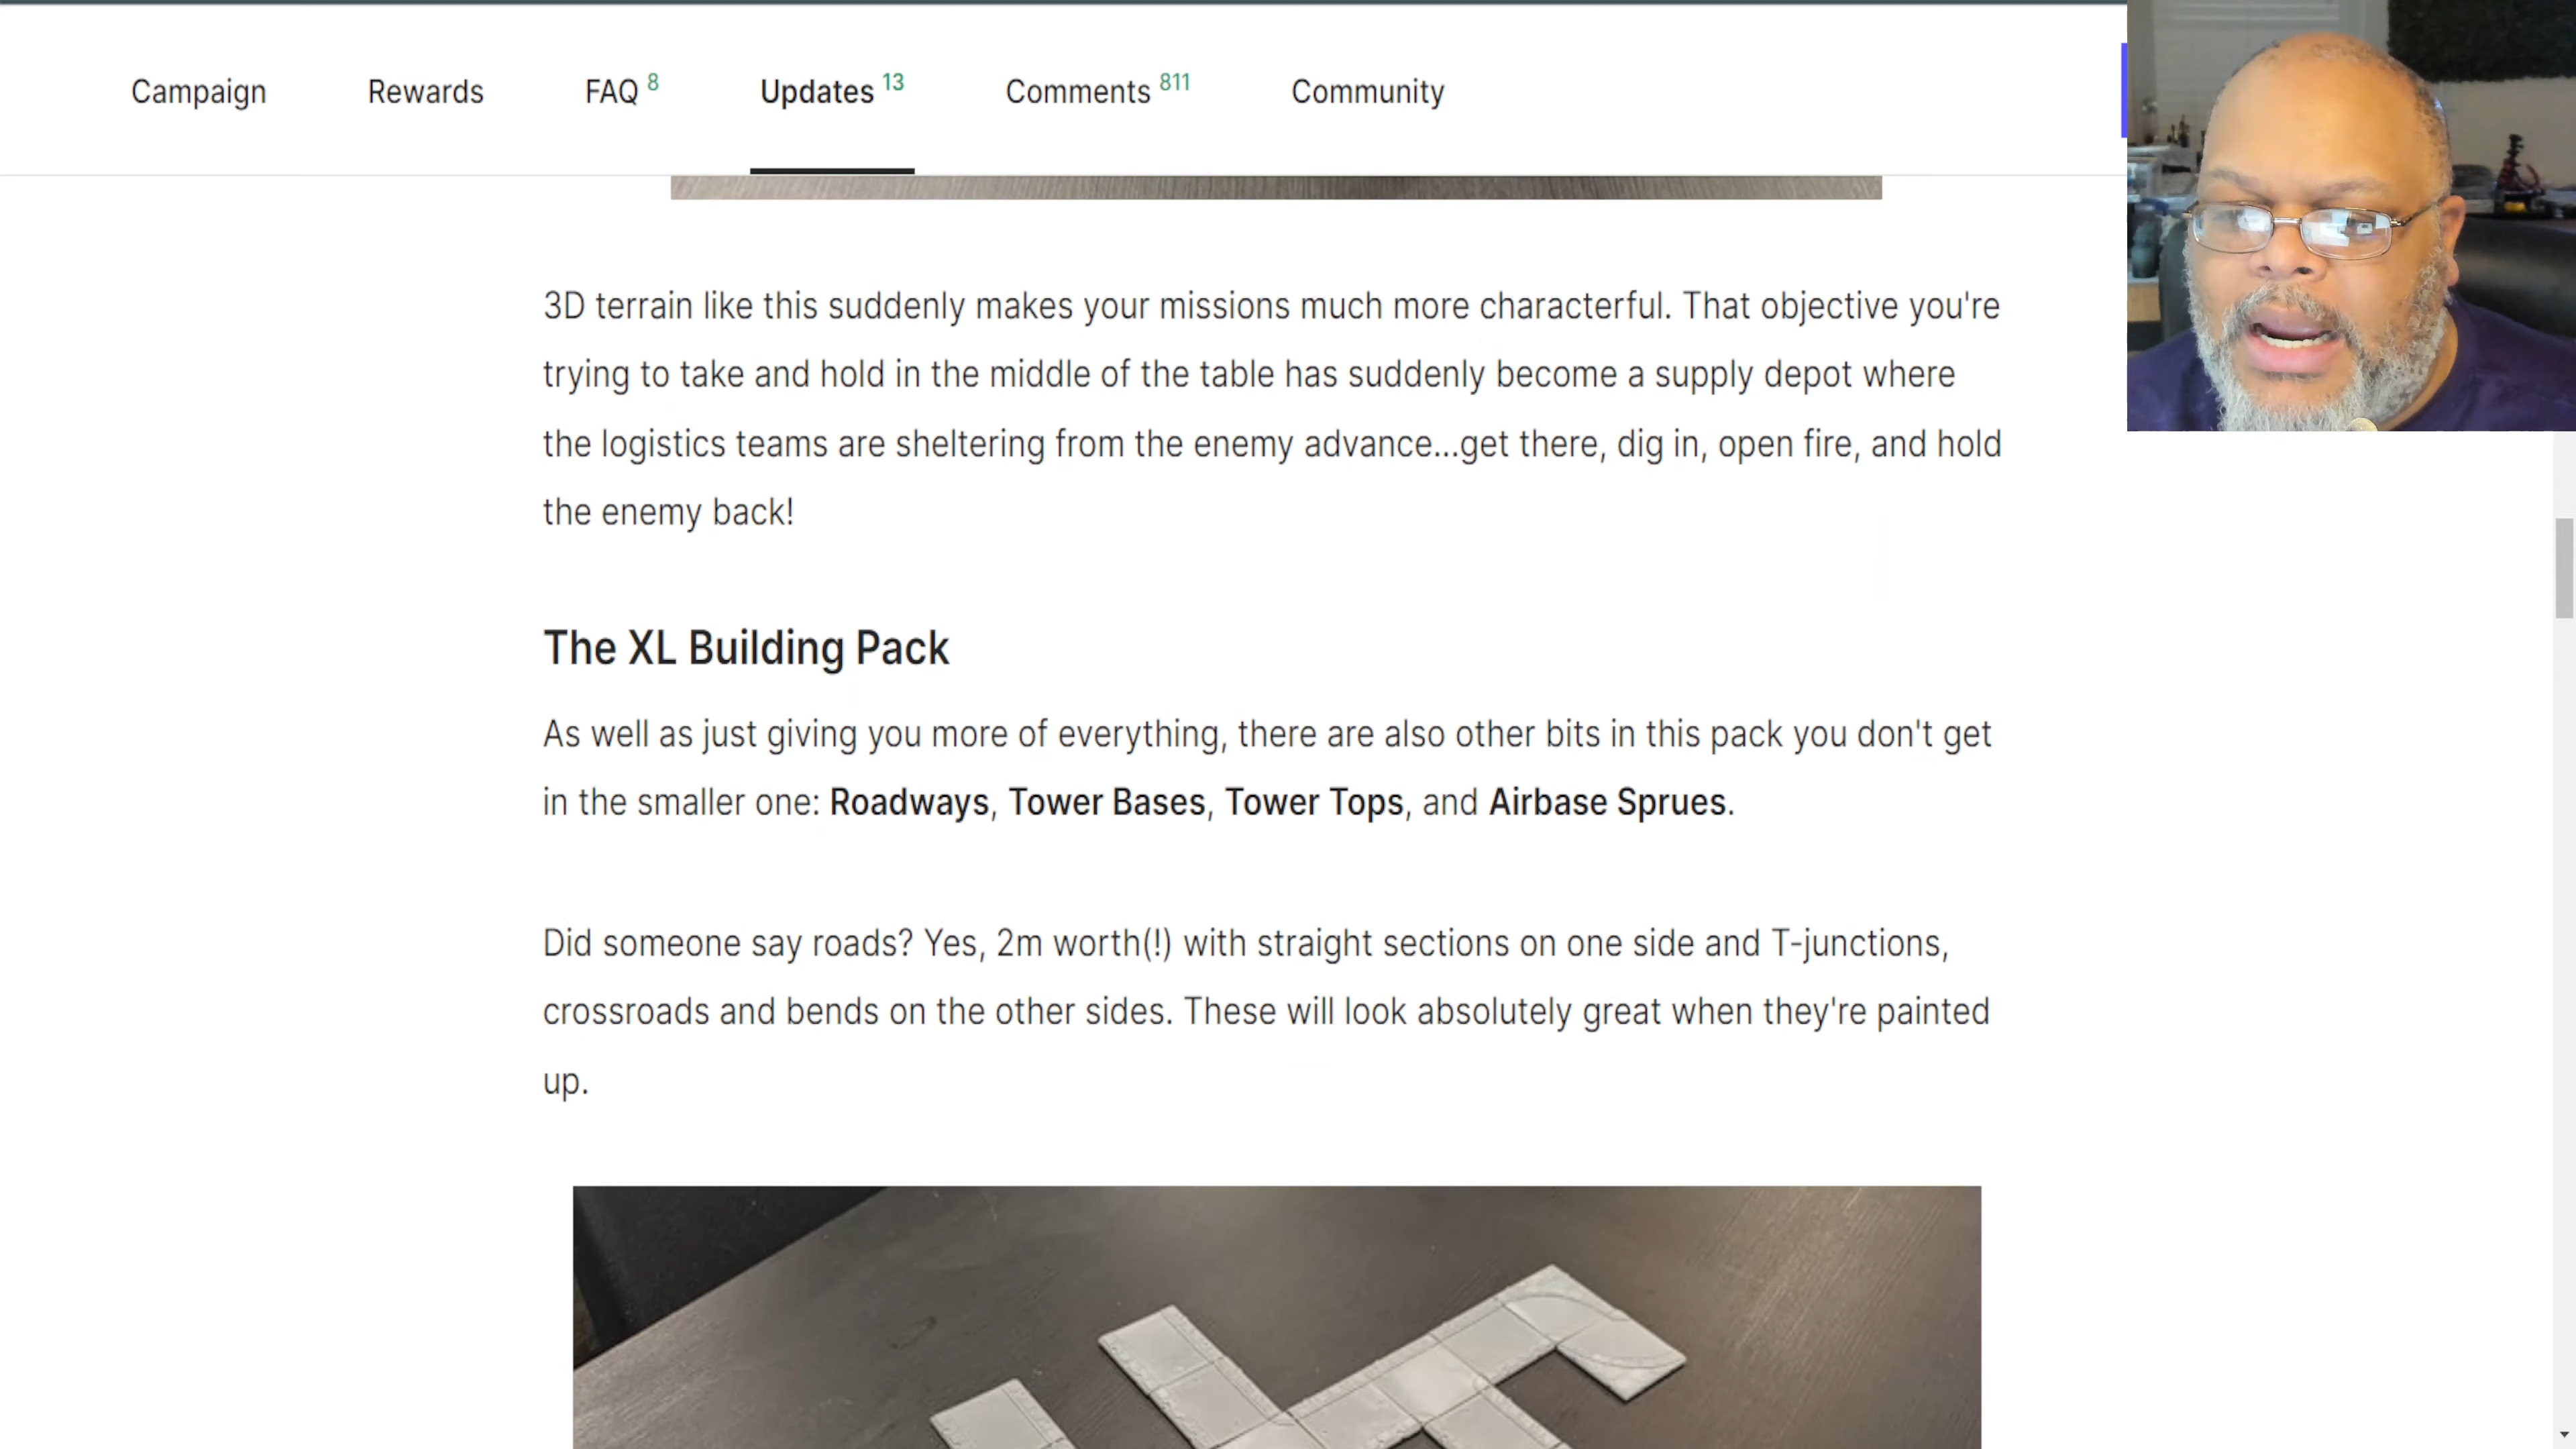 Campaign Rewards FAQ 8 Updates 13 Comments 811 Community
3D terrain like this suddenly makes your missions much more characterful. That objective you're
trying to take and hold in the middle of the table has suddenly become a supply depot where
the logistics teams are sheltering from the enemy advance...get there, dig in, open fire, and hold
the enemy back!
The XL Building Pack
As well as just giving you more of everything, there are also other bits in this pack you don't get
in the smaller one: Roadways, Tower Bases, Tower Tops, and Airbase Sprues.
Did someone say roads? Yes, 2m worth(!) with straight sections on one side and T-junctions,
crossroads and bends on the other sides. These will look absolutely great when they're painted
up.